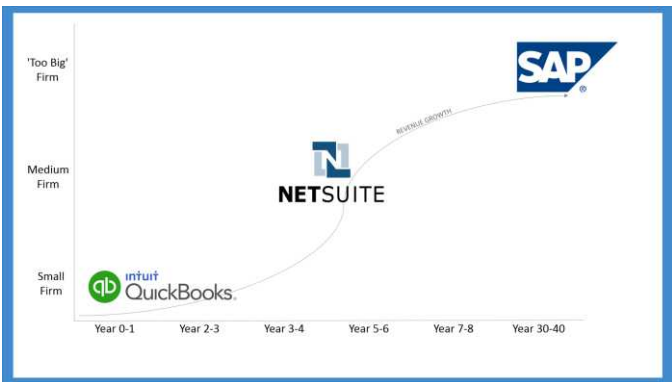 'Too Big'
Firm
SAP
®
REVENUE GROWTH
Medium
Firm
N
NETSUITE
Small
Firm
qb
intuit
QuickBooks.
Year 0-1
Year 2-3
Year 3-4
Year 5-6
Year 7-8
Year 30-40